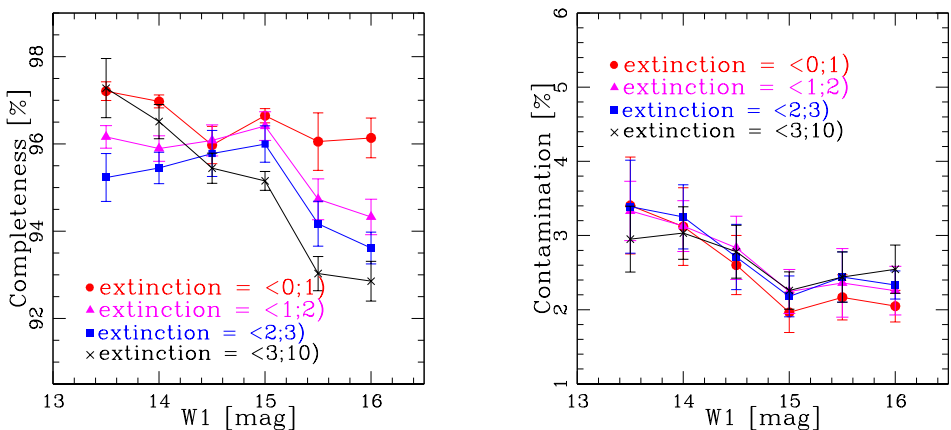 98
96
94
92
Completeness [%]
extinction = <0;1)
extinction = <1;2)
extinction = <2;3)
extinction = <3;10)
13
14
15
16
W1 [mag]
6
5
4
3
2
1
Contamination [%]
extinction = <0;1)
extinction = <1;2)
extinction = <2;3)
extinction = <3;10)
13
14
15
16
W1 [mag]